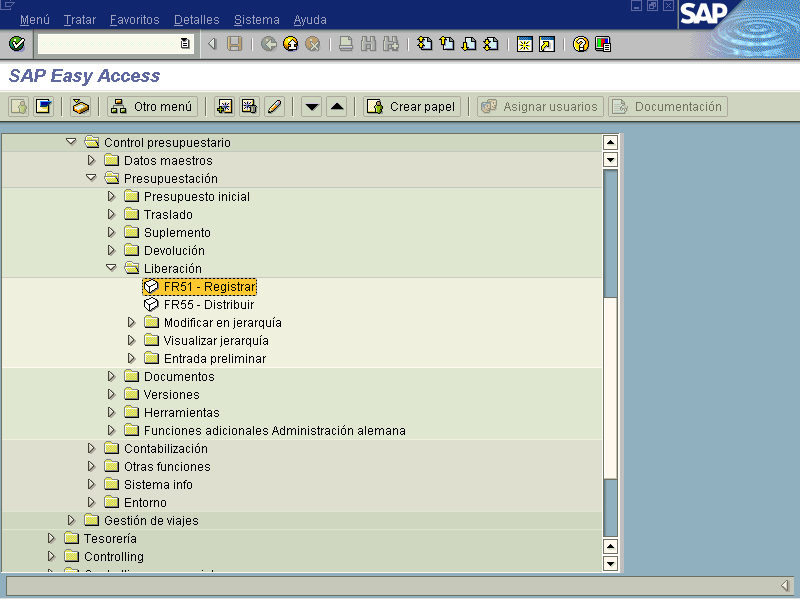 Menú Tratar Favoritos Detalles Sistema Ayuda
SAP
SAP Easy Access
Otro menú Crear papel Asignar usuarios Documentación
Control presupuestario
Datos maestros
Presupuestación
Presupuesto inicial
Traslado
Suplemento
Devolución
Liberación
FR51 - Registrar
FR55 - Distribuir
Modificar en jerarquía
Visualizar jerarquía
Entrada preliminar
Documentos
Versiones
Herramientas
Funciones adicionales Administración alemana
Contabilización
Otras funciones
Sistema info
Entorno
Gestión de viajes
Tesorería
Controlling